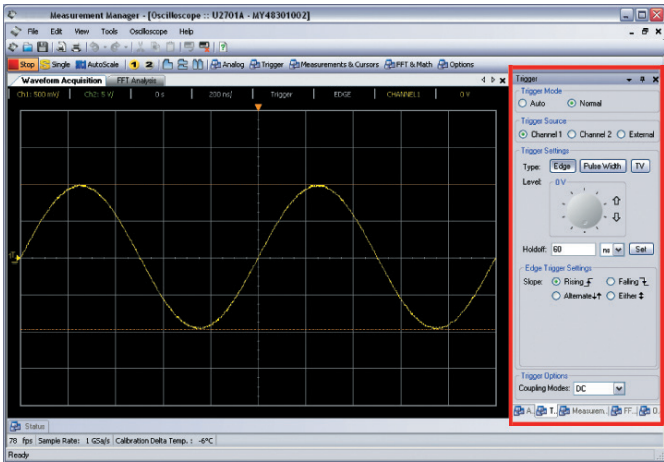 Measurement Manager - [Oscilloscope :: U2701A - MY48301002]
File Edit View Tools Oscilloscope Help
Stop Single AutoScale 1 2 Analog Trigger Measurements & Cursors FFT & Math Options
Waveform Acquisition FFT Analysis
Ch1: 500 mV/ Ch2: 5 V/ 0 s 200 ns/ Trigger EDGE CHANNEL1 0 V
Trigger
Trigger Mode
Auto Normal
Trigger Source
Channel 1 Channel 2 External
Trigger Settings
Type: Edge Pulse Width TV
Level: 0 V
Holdoff: 60 ns Set
Edge Trigger Settings
Slope: Rising Falling
Alternate Either
Trigger Options
Coupling Modes: DC
A.. T.. Measurem.. FF.. O..
Status
78 fps Sample Rate: 1 GSa/s Calibration Delta Temp. : -6°C
Ready